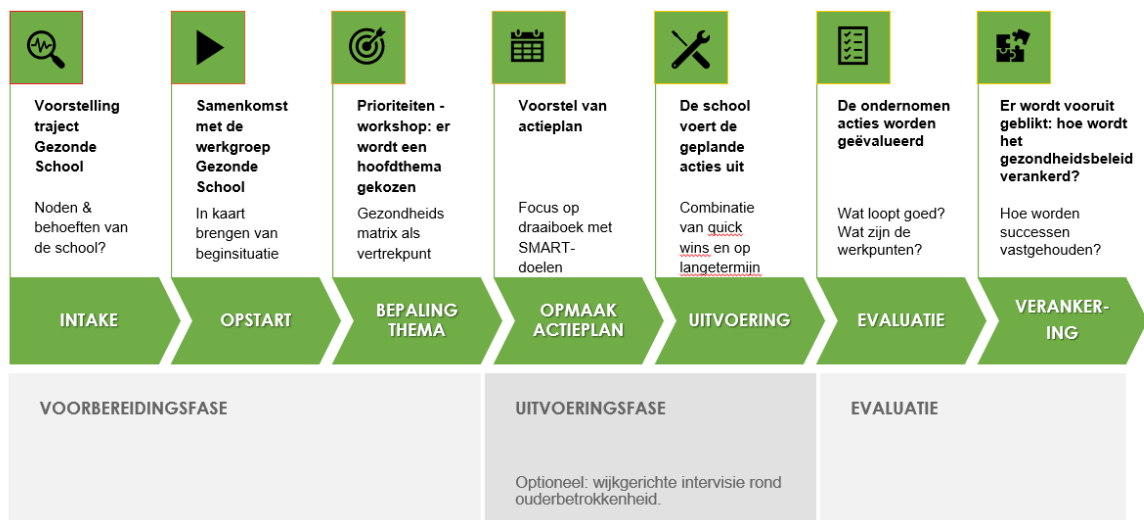 Voorstelling
traject
Gezonde
School
Noden &
behoeften van
de school?
Samenkomst
met de
werkgroep
Gezonde
School
In kaart
brengen van
beginsituatie
Prioriteiten -
workshop: er
wordt een
hoofdthema
gekozen
Gezondheids
matrix als
vertrekpunt
Voorstel van
actieplan
Focus op
draaiboek met
SMART-
doelen
De school
voert de
geplande
acties uit
Combinatie
van quick
wins en op
langetermijn
De ondernomen
acties worden
geëvalueerd
Wat loopt goed?
Wat zijn de
werkpunten?
Er wordt vooruit
geblikt: hoe wordt
het
gezondheidsbeleid
verankerd?
Hoe worden
successen
vastgehouden?
INTAKE
OPSTART
BEPALING
THEMA
OPMAAK
ACTIEPLAN
UITVOERING
EVALUATIE
VERANKER-
ING
VOORBEREIDINGSFASE
UITVOERINGSFASE
Optioneel: wijkgerichte intervisie rond
ouderbetrokkenheid.
EVALUATIE